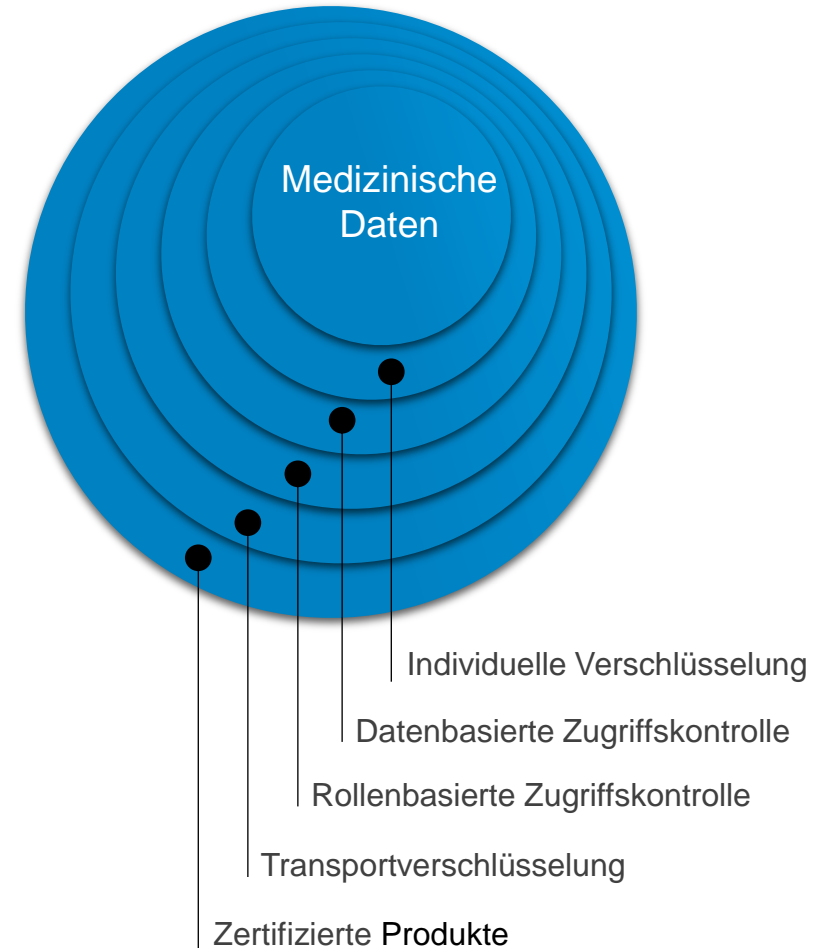 Medizinische
Daten
Individuelle Verschlüsselung
Datenbasierte Zugriffskontrolle
Rollenbasierte Zugriffskontrolle
Transportverschlüsselung
Zertifizierte Produkte